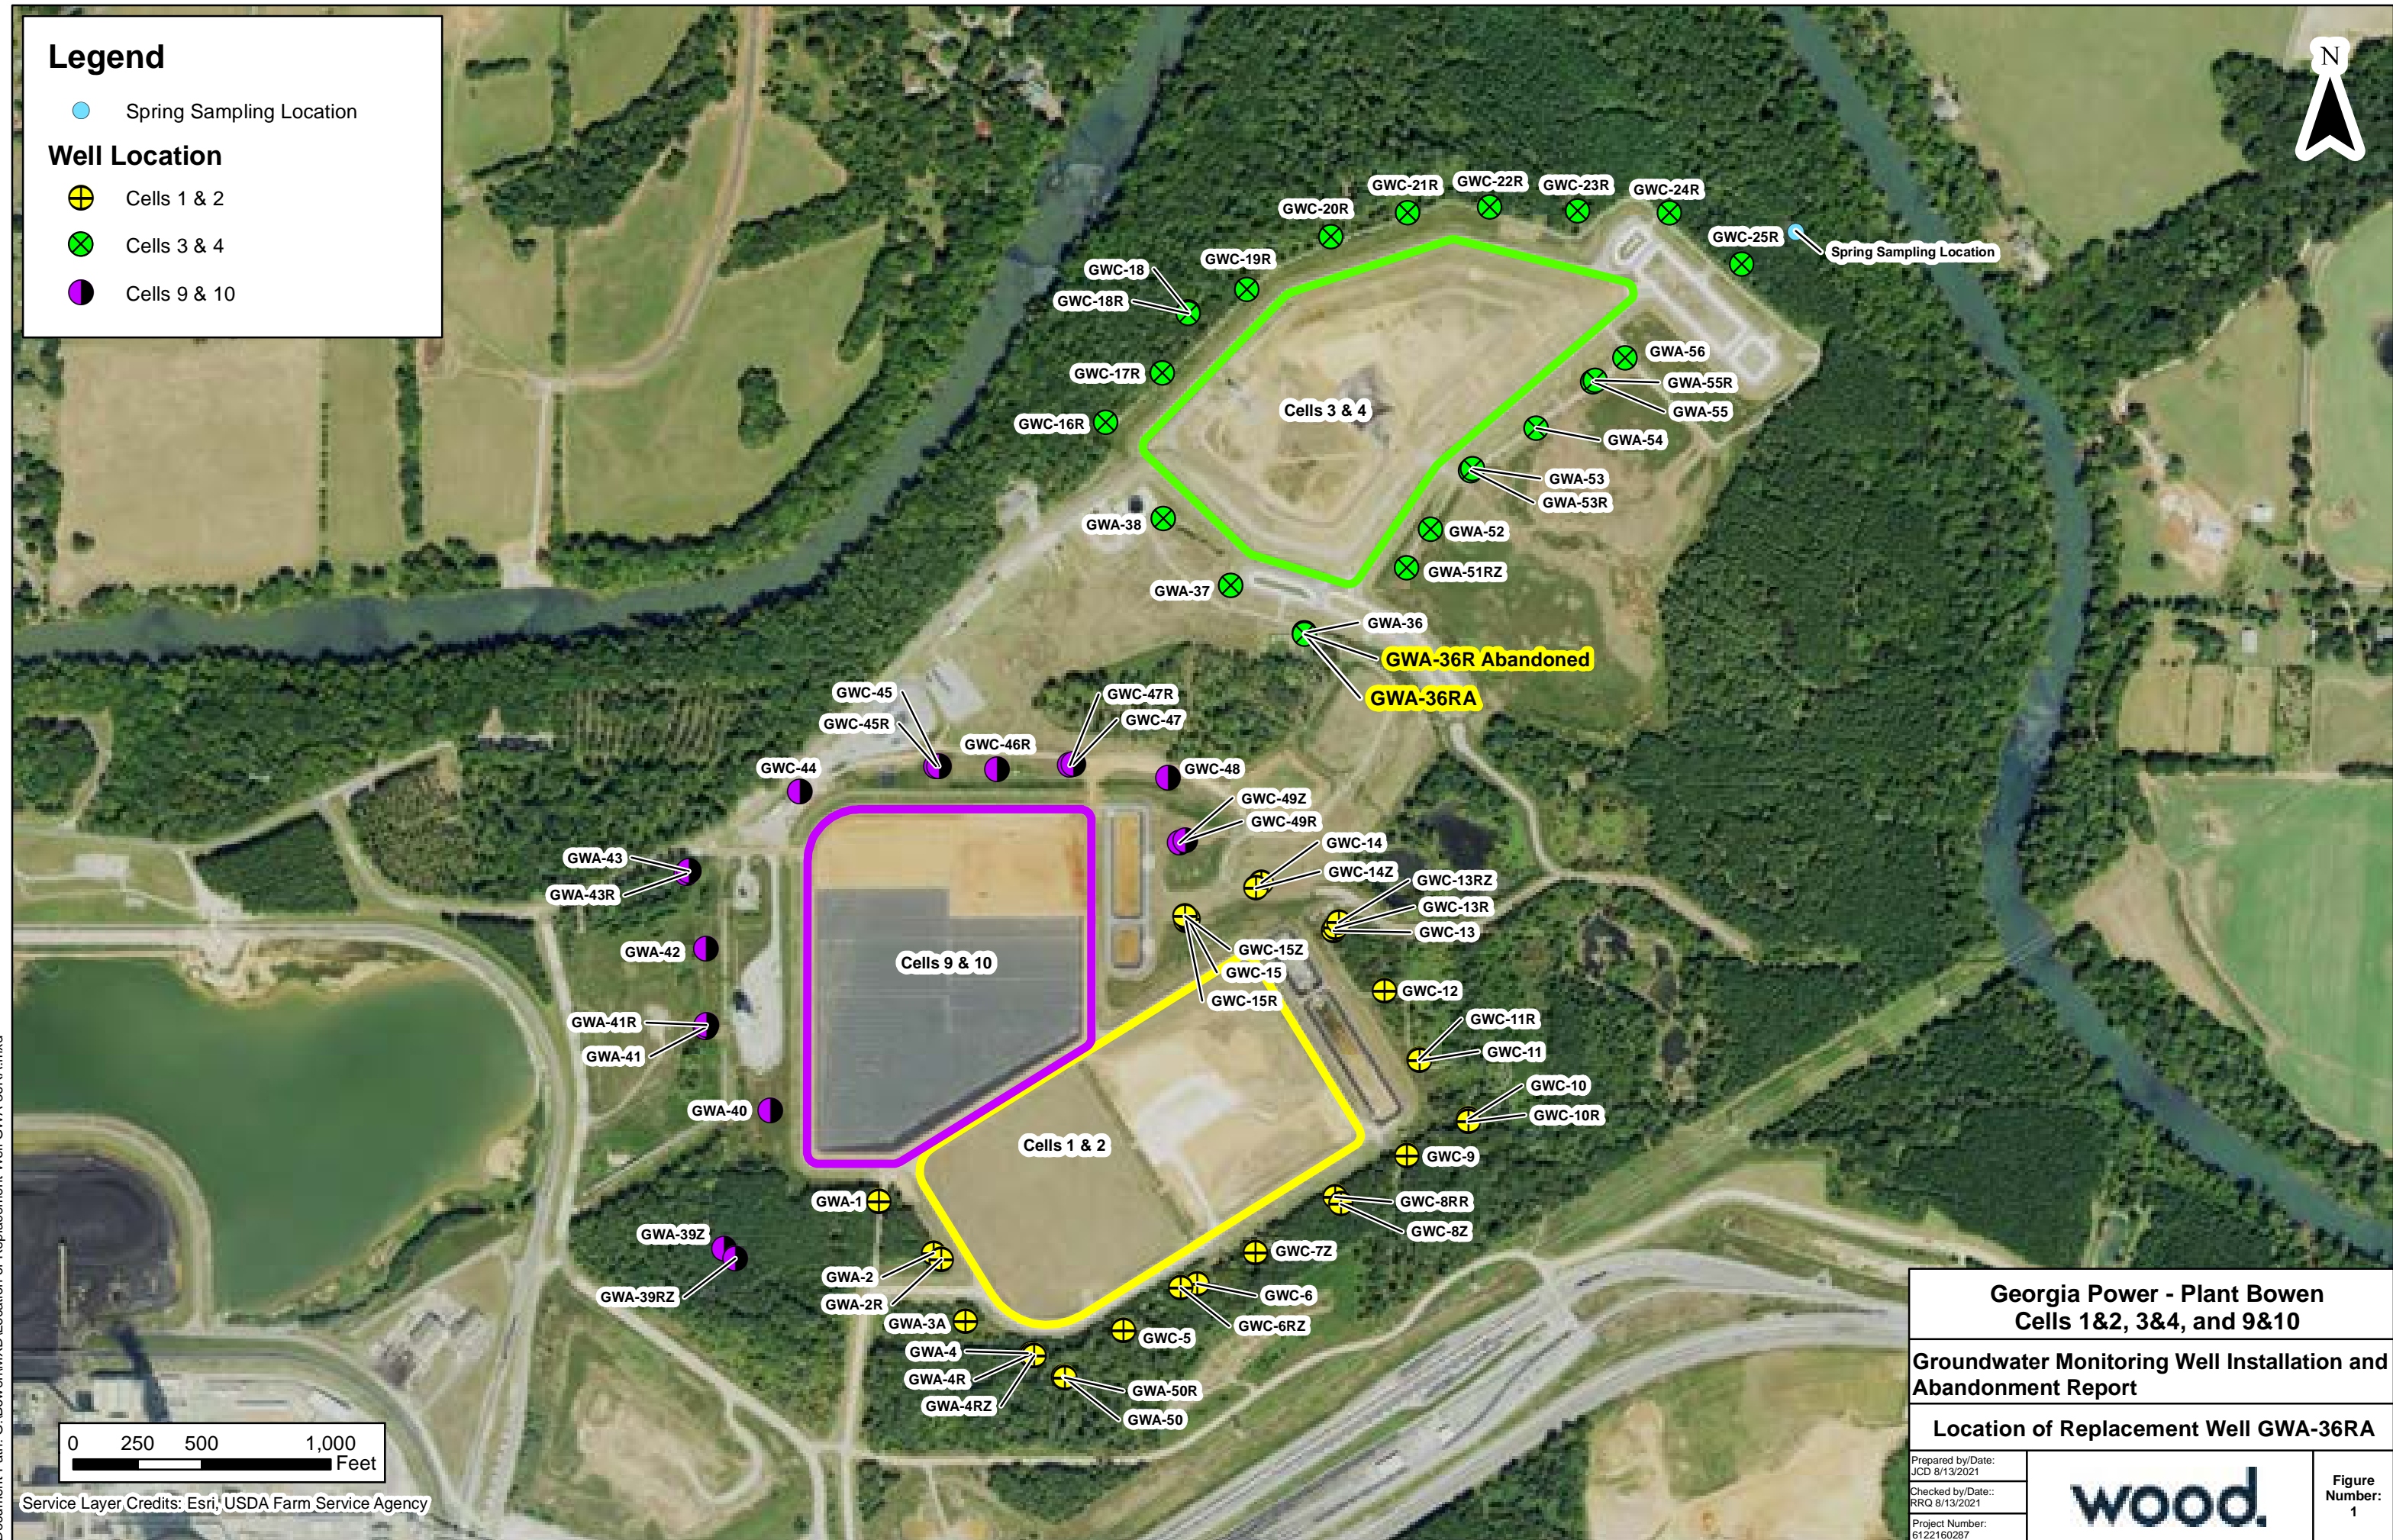 Legend
Spring Sampling Location
Well Location
Cells 1 & 2
Cells 3 & 4
Cells 9 & 10
N
GWC-21R
GWC-22R
GWC-23R
GWC-24R
GWC-20R
GWC-25R
Spring Sampling Location
GWC-19R
GWC-18
GWC-18R
GWC-17R
GWC-16R
GWA-56
GWA-55R
GWA-55
Cells 3 & 4
GWA-54
GWA-53
GWA-53R
GWA-38
GWA-52
GWA-51RZ
GWA-37
GWA-36
GWA-36R Abandoned
GWA-36RA
GWC-45
GWC-45R
GWC-47R
GWC-47
GWC-46R
GWC-44
GWC-48
GWC-49Z
GWC-49R
GWC-14
GWC-14Z
GWA-43
GWA-43R
GWC-13RZ
GWC-13R
GWC-13
GWA-42
Cells 9 & 10
GWC-15Z
GWC-15
GWC-15R
GWC-12
GWA-41R
GWA-41
GWC-11R
GWC-11
GWC-10
GWC-10R
GWA-40
Cells 1 & 2
GWC-9
GWA-1
GWC-8RR
GWC-8Z
GWA-39Z
GWA-39RZ
GWC-7Z
GWA-2
GWA-2R
GWC-6
GWC-6RZ
GWA-3A
GWC-5
GWA-4
GWA-4R
GWA-4RZ
GWA-50R
GWA-50
0 250 500 1,000
Feet
Service Layer Credits: Esri, USDA Farm Service Agency
Georgia Power - Plant Bowen
Cells 1&2, 3&4, and 9&10
Groundwater Monitoring Well Installation and
Abandonment Report
Location of Replacement Well GWA-36RA
Prepared by/Date:
JCD 8/13/2021
Checked by/Date::
RRQ 8/13/2021
Project Number:
6122160287
wood.
Figure
Number:
1